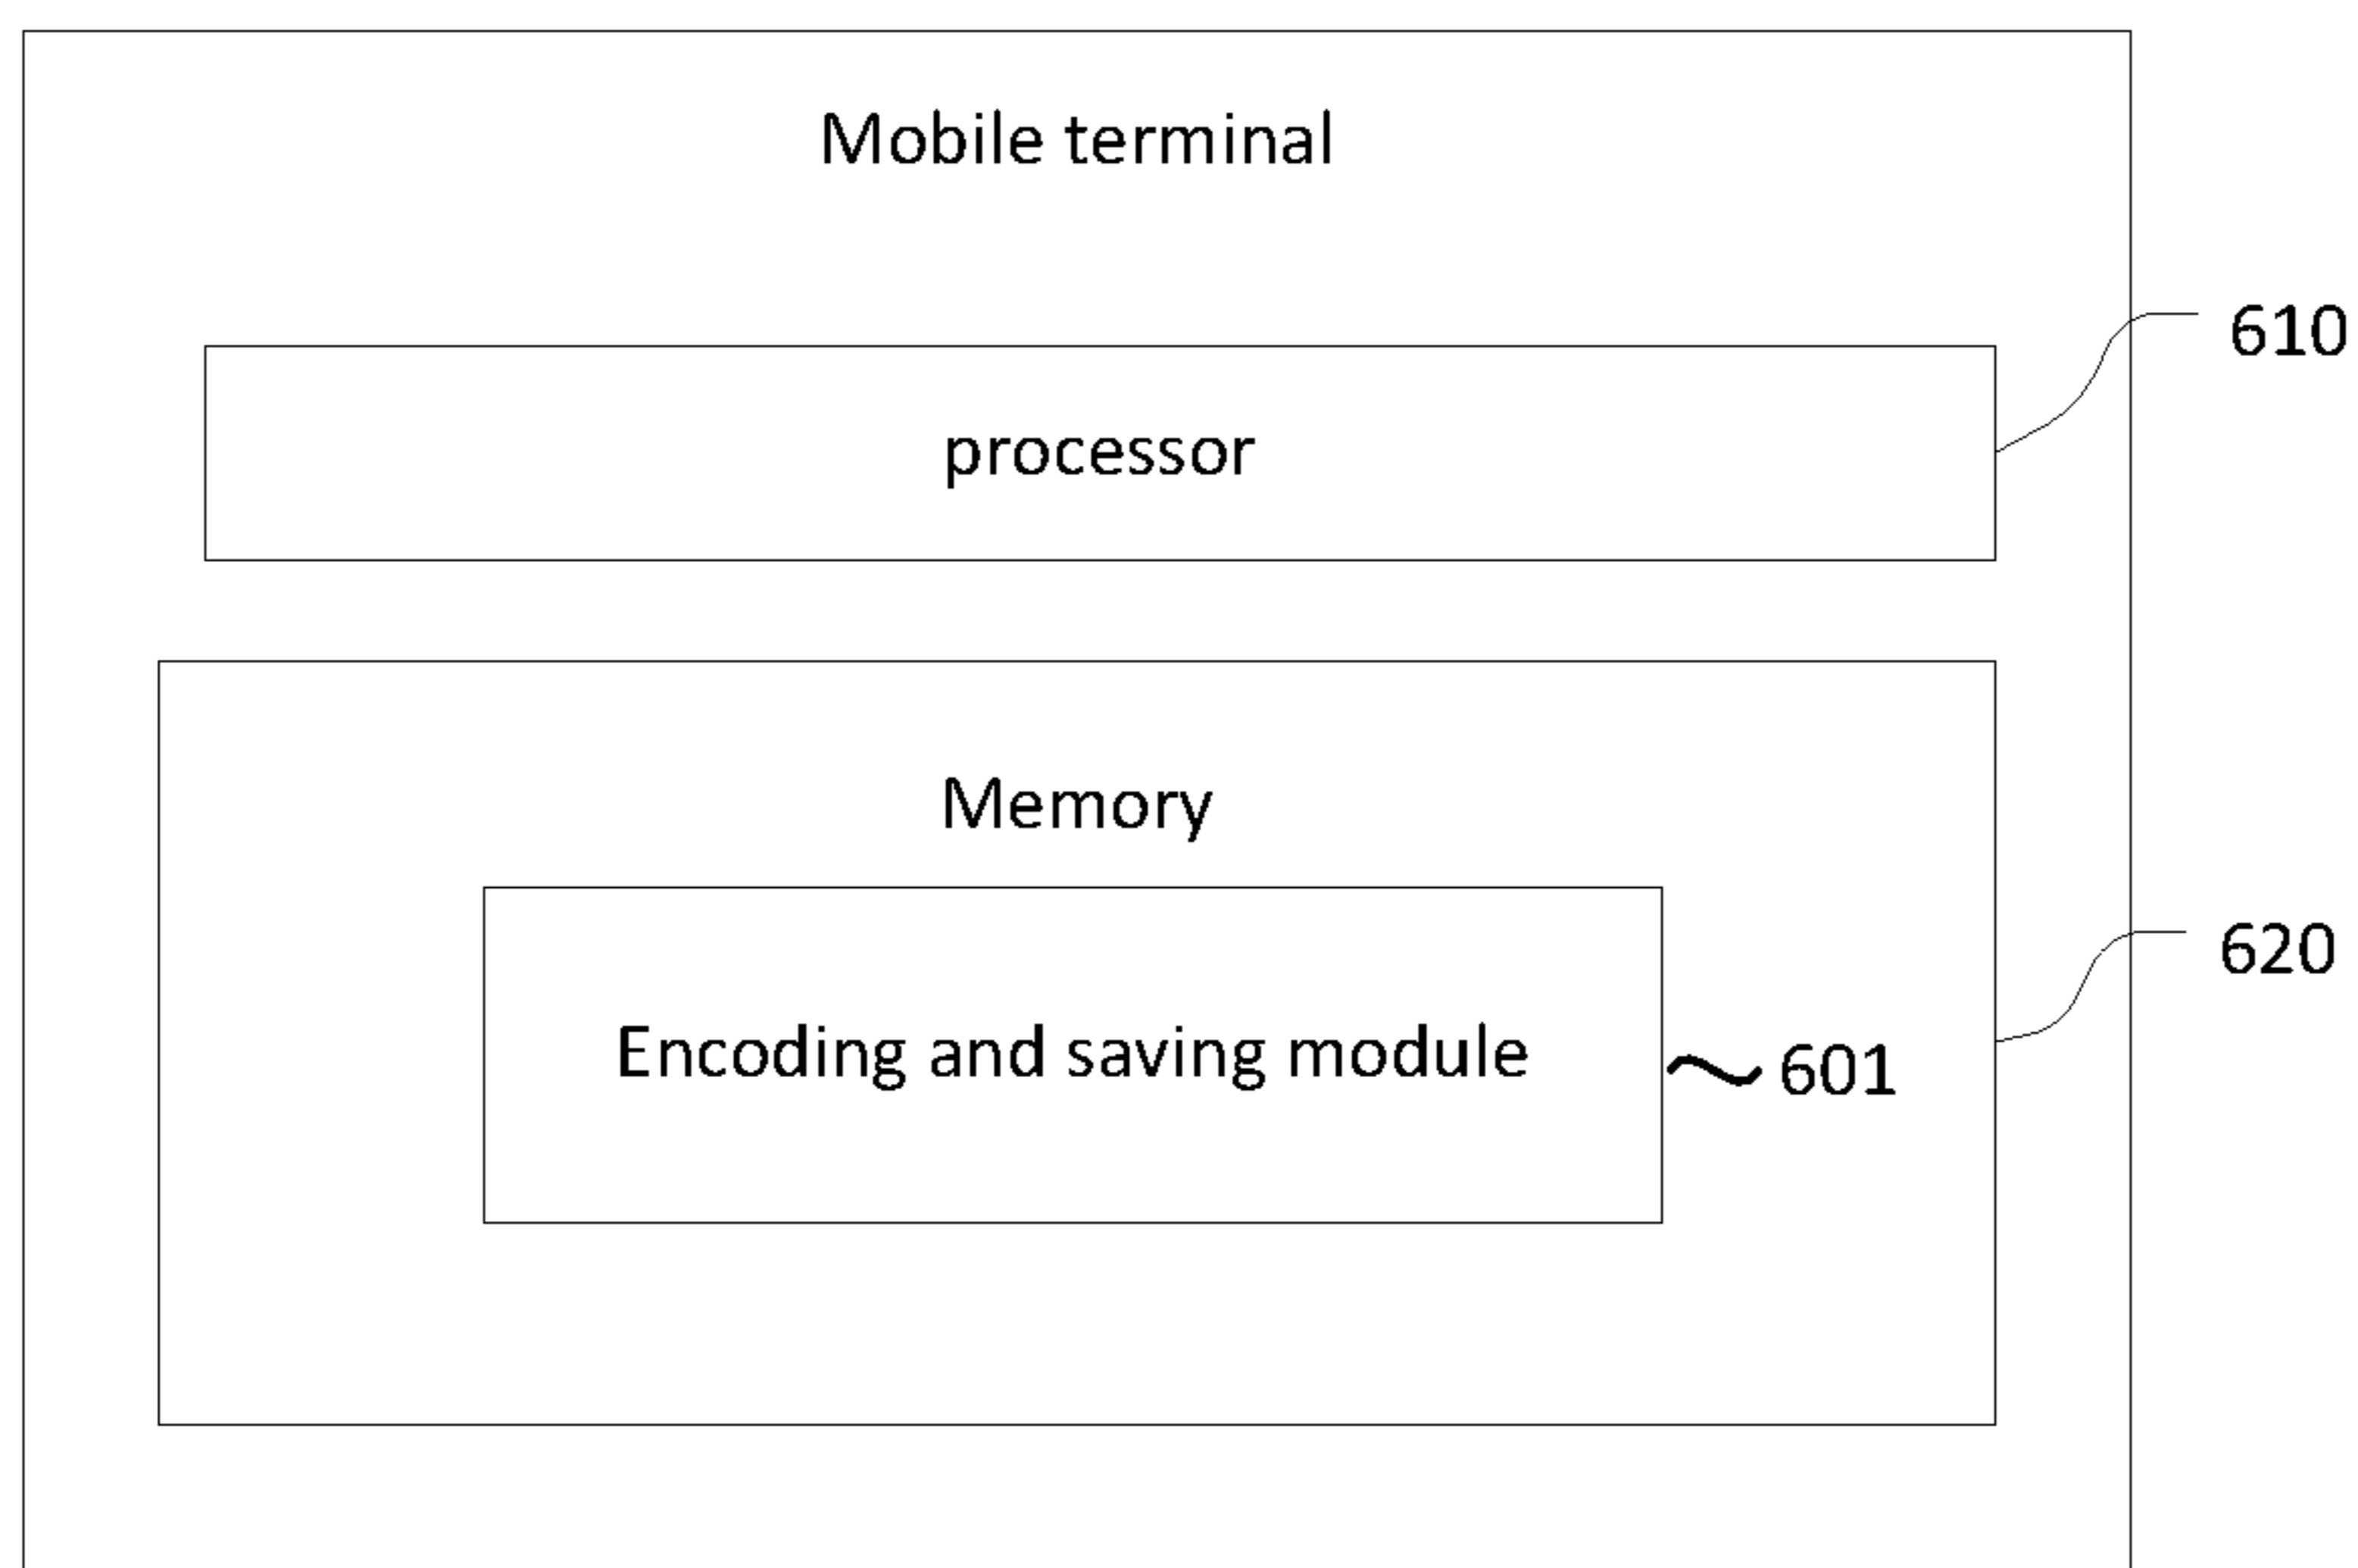 Mobile terminal
610
processor
Memory
620
Encoding and saving module
601